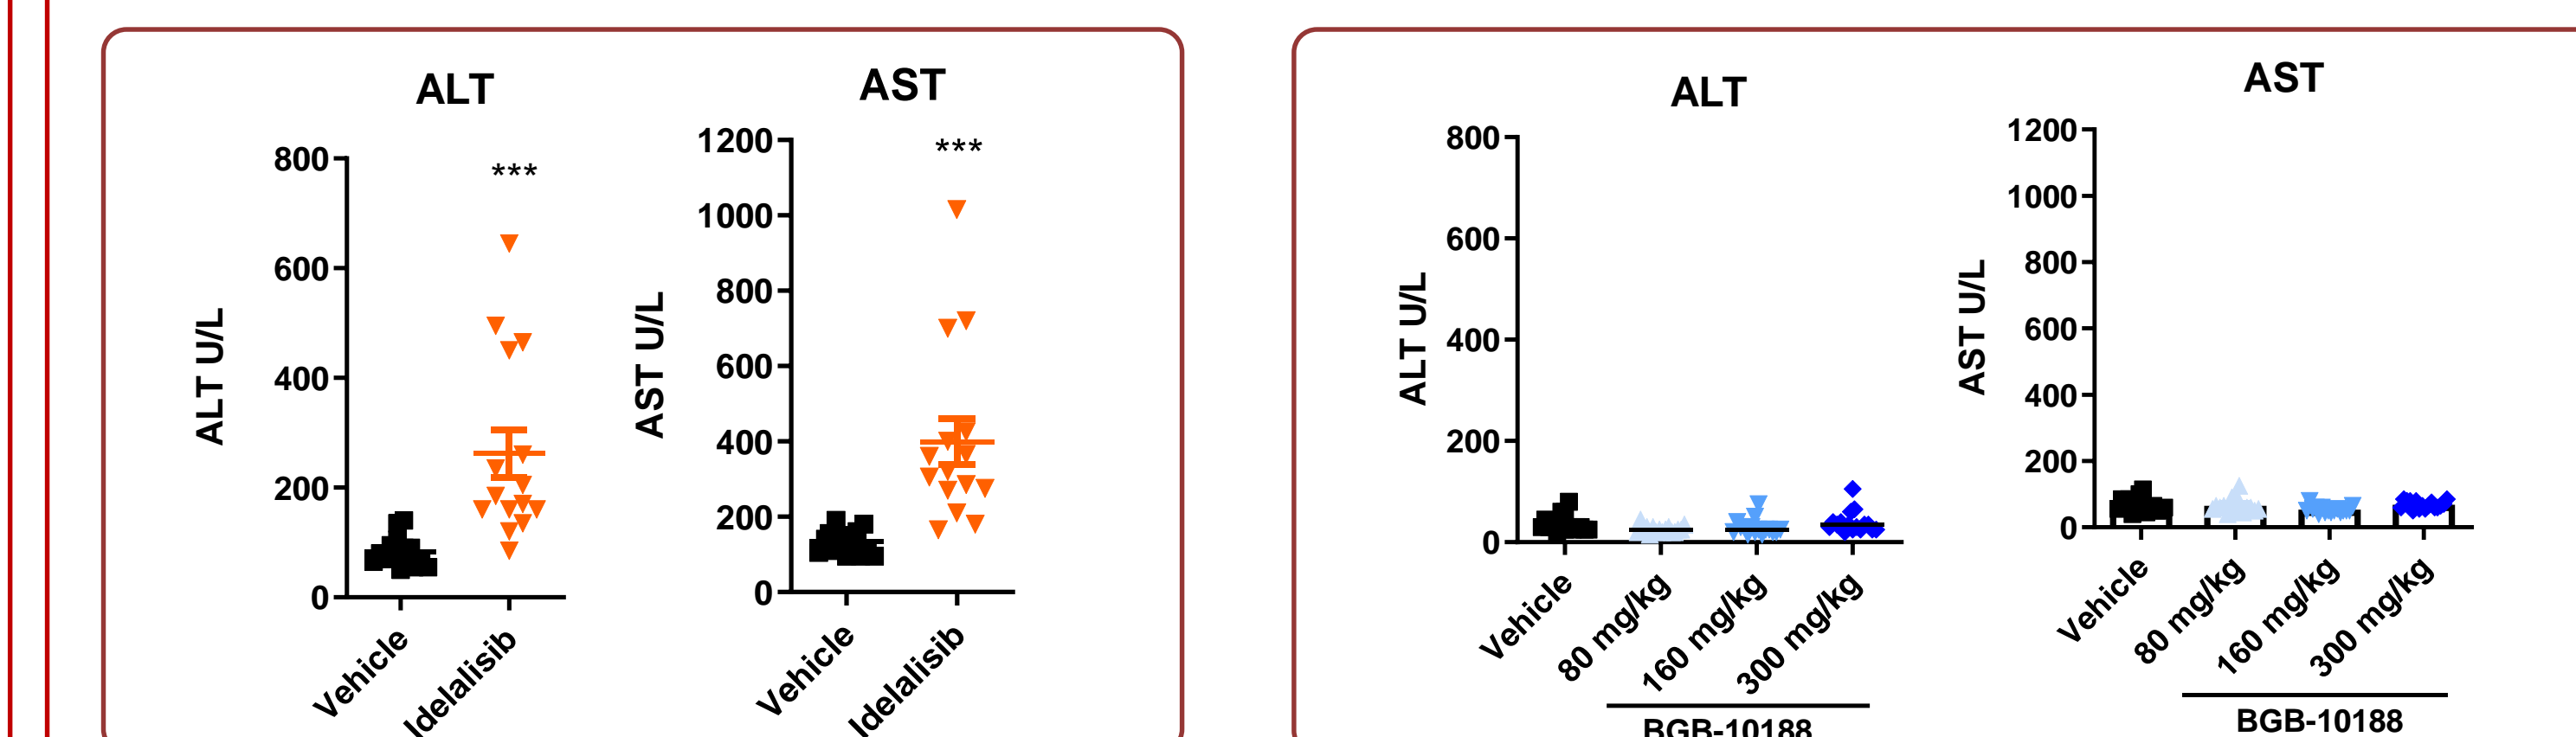 ALT
ALT U/L
800
600
400
200
0
***
Vehicle
Idelalisib
AST
AST U/L
1200
1000
800
600
400
200
0
***
Vehicle
Idelalisib
ALT
ALT U/L
800
600
400
200
0
Vehicle
80 mg/kg
160 mg/kg
300 mg/kg
BGB-10188
AST
AST U/L
1200
1000
800
600
400
200
0
Vehicle
80 mg/kg
160 mg/kg
300 mg/kg
BGB-10188